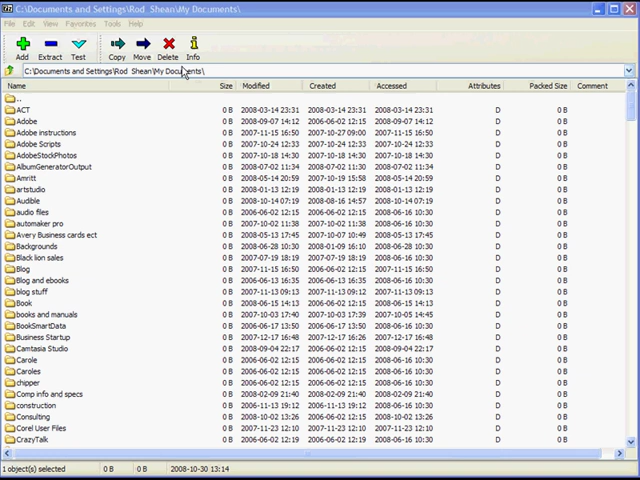 C:\Documents and Settings\Rod Shean\My Documents\
File Edit View Favorites Tools Help
Add Extract Test Copy Move Delete Info
C:\Documents and Settings\Rod Shean\My Documents\
Name Size Modified Created Accessed Attributes Packed Size Comment
..
ACT 0 B 2008-03-14 23:31 2008-03-14 23:31 2008-03-14 23:31 D 0 B
Adobe 0 B 2008-09-07 14:12 2006-06-02 12:15 2008-09-07 14:12 D 0 B
Adobe instructions 0 B 2007-11-15 16:50 2007-10-27 09:00 2007-11-15 16:50 D 0 B
Adobe Scripts 0 B 2007-10-24 12:33 2007-10-24 12:33 2007-10-24 12:33 D 0 B
AdobeStockPhotos 0 B 2007-10-18 14:30 2007-10-18 14:30 2007-10-18 14:30 D 0 B
AlbumGeneratorOutput 0 B 2008-07-02 11:34 2008-07-02 11:30 2008-07-02 11:34 D 0 B
Amritt 0 B 2008-05-14 20:59 2007-10-19 15:58 2008-05-14 20:59 D 0 B
artstudio 0 B 2008-01-13 12:19 2008-01-13 12:19 2008-01-13 12:19 D 0 B
Audible 0 B 2008-10-14 07:19 2008-08-16 14:57 2008-10-14 07:19 D 0 B
audio files 0 B 2006-06-02 12:15 2006-06-02 12:15 2008-06-16 10:30 D 0 B
automaker pro 0 B 2007-10-02 11:38 2007-10-02 11:38 2008-06-16 10:30 D 0 B
Avery Business cards ect 0 B 2008-05-13 17:45 2007-10-07 10:49 2008-05-13 17:45 D 0 B
Backgrounds 0 B 2008-06-28 10:30 2008-01-09 16:10 2008-06-28 10:30 D 0 B
Black lion sales 0 B 2007-07-19 18:19 2007-07-19 18:19 2008-06-16 10:30 D 0 B
Blog 0 B 2007-11-15 16:50 2006-06-02 12:15 2008-06-16 10:30 D 0 B
Blog and ebooks 0 B 2006-06-13 16:35 2006-06-13 16:35 2008-06-16 10:30 D 0 B
blog stuff 0 B 2007-11-13 09:13 2007-11-13 09:12 2008-06-16 10:30 D 0 B
Book 0 B 2008-06-15 14:13 2006-06-02 12:15 2008-06-16 10:30 D 0 B
books and manuals 0 B 2007-10-03 17:40 2007-10-03 17:39 2007-10-05 14:45 D 0 B
BookSmartData 0 B 2006-06-17 13:50 2006-06-02 12:15 2008-06-16 10:30 D 0 B
Business Startup 0 B 2007-12-17 16:48 2007-12-17 16:26 2007-12-17 16:48 D 0 B
Camtasia Studio 0 B 2008-09-04 22:17 2006-06-02 12:15 2008-09-04 22:17 D 0 B
Carole 0 B 2006-06-02 12:15 2006-06-02 12:15 2008-06-16 10:30 D 0 B
Caroles 0 B 2006-06-02 12:15 2006-06-02 12:15 2008-06-16 10:30 D 0 B
chipper 0 B 2006-06-02 12:15 2006-06-02 12:15 2008-06-16 10:30 D 0 B
Comp info and specs 0 B 2008-02-09 21:40 2008-02-09 21:40 2008-06-16 10:30 D 0 B
construction 0 B 2006-11-13 19:12 2006-11-13 19:12 2008-06-16 10:30 D 0 B
Consulting 0 B 2008-10-02 13:26 2006-06-02 12:15 2008-10-02 13:26 D 0 B
Corel User Files 0 B 2007-11-23 12:10 2007-11-23 12:10 2007-11-23 12:10 D 0 B
CrazyTalk 0 B 2006-06-02 12:19 2006-06-02 12:15 2008-06-16 10:30 D 0 B
1 object(s) selected 0 B 0 B 2008-10-30 13:14